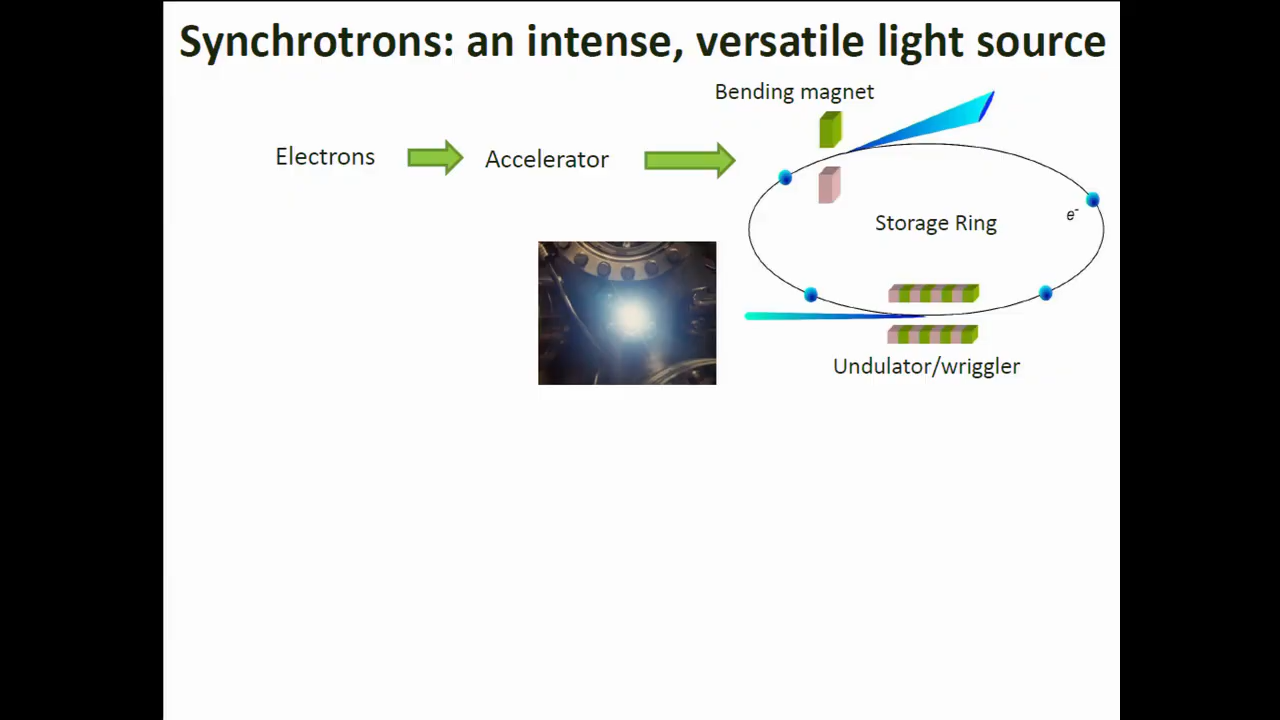 Synchrotrons: an intense, versatile light source
Bending magnet
Electrons
Accelerator
Storage Ring
e-
Undulator/wriggler